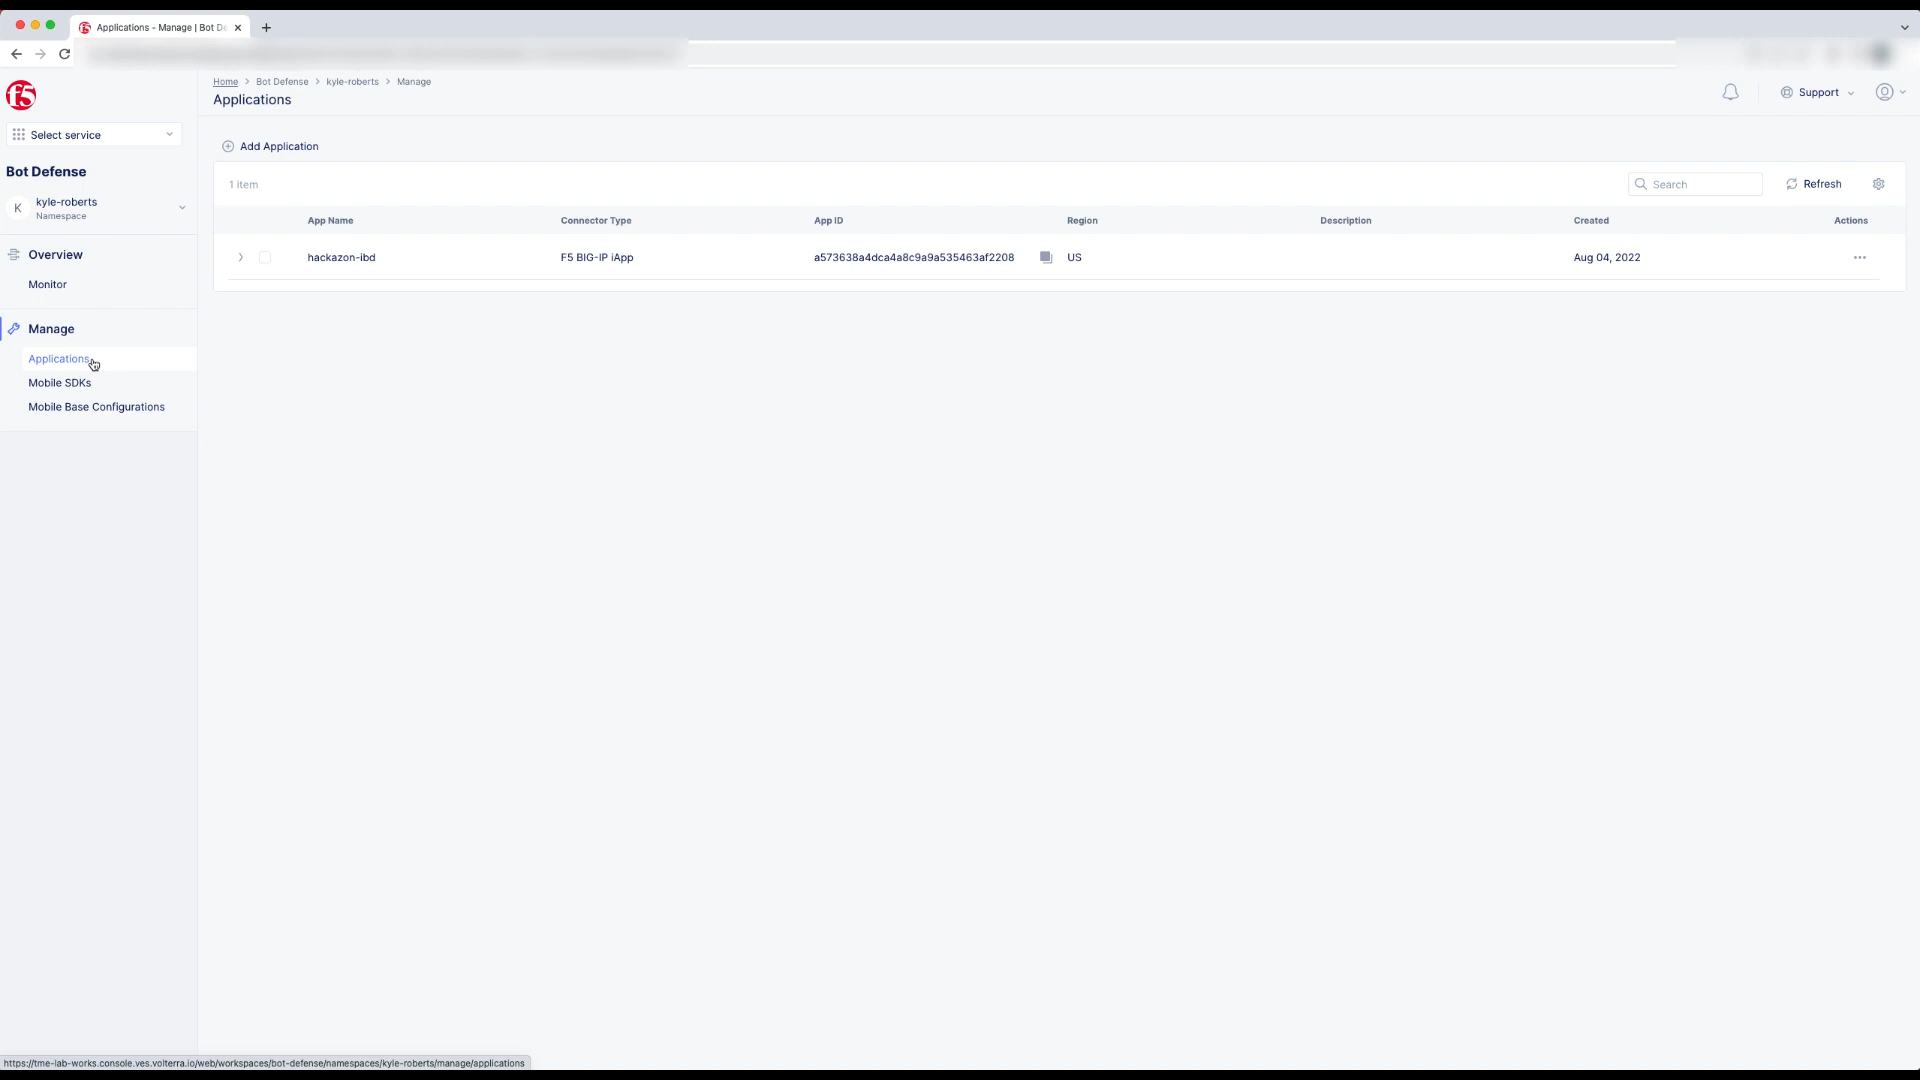 Applications - Manage | Bot De
f5
Home > Bot Defense > kyle-roberts > Manage
Applications
Support
Select service
Add Application
Bot Defense
1 item
Search
Refresh
K
kyle-roberts
Namespace
App Name Connector Type App ID Region Description Created Actions
hackazon-ibd F5 BIG-IP iApp a573638a4dca4a8c9a9a535463af2208 US Aug 04, 2022
Overview
Monitor
Manage
Applications
Mobile SDKs
Mobile Base Configurations
https://tme-lab-works.console.ves.volterra.io/web/workspaces/bot-defense/namespaces/kyle-roberts/manage/applications